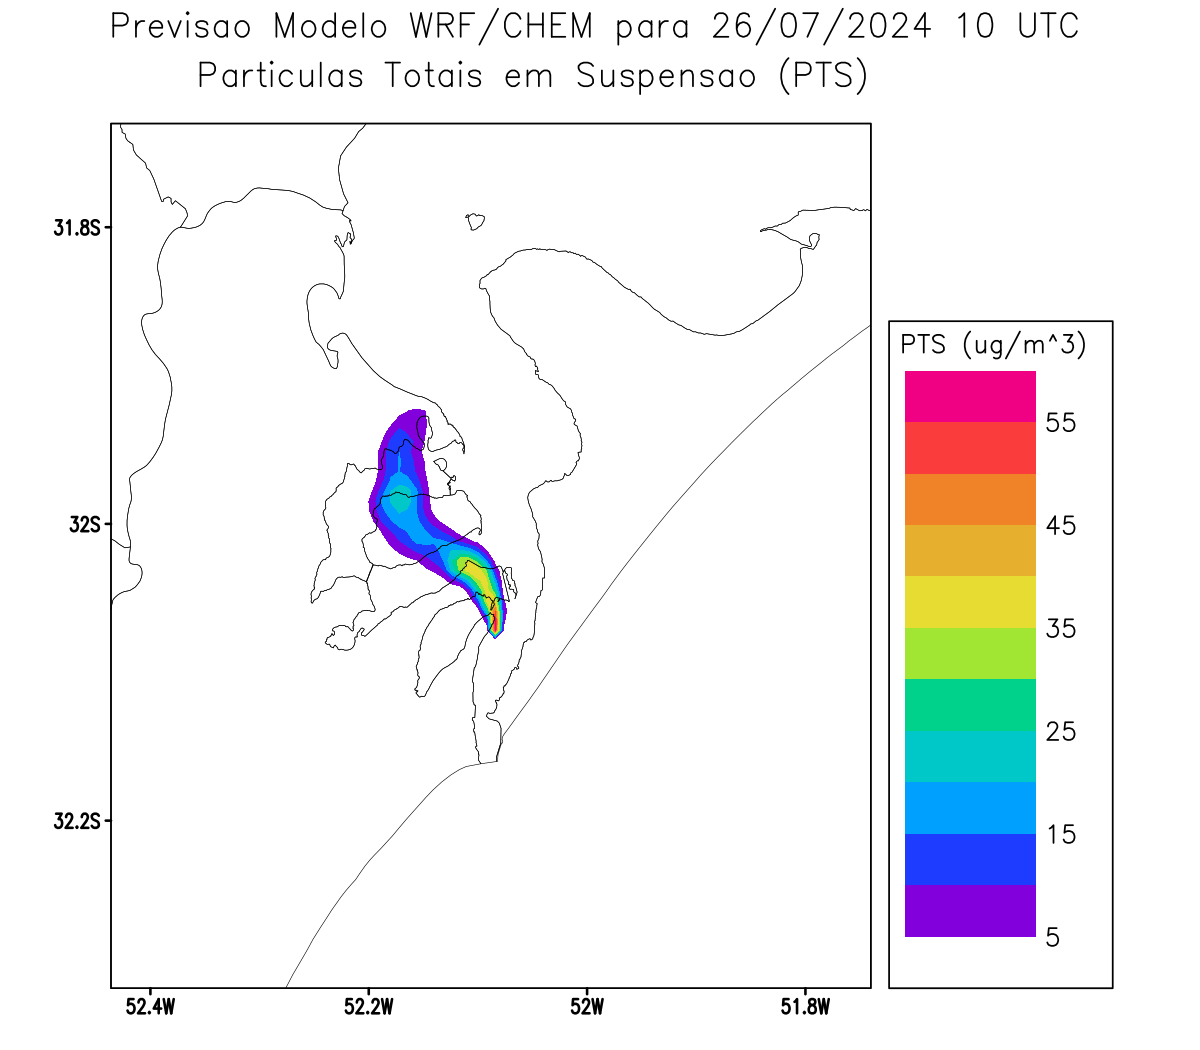 Previsao Modelo WRF/CHEM para 26/07/2024 10 UTC
Particulas Totais em Suspensao (PTS)
31.8S
32S
32.2S
52.4W
52.2W
52W
51.8W
PTS (ug/m^3)
55
45
35
25
15
5